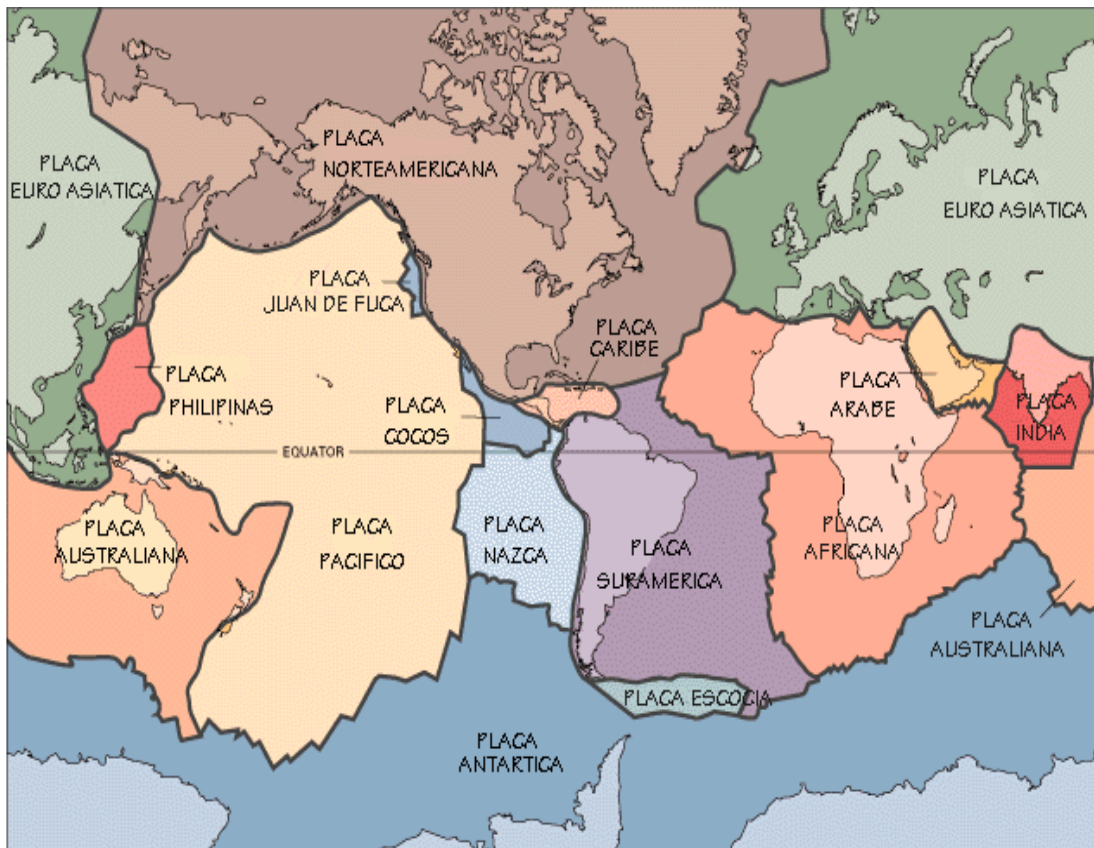 PLACA
NORTEAMERICANA
PLACA
EURO ASIATICA
PLACA
EURO ASIATICA
PLACA
JUAN DE FUCA
PLACA
CARIBE
PLACA
PHILIPINAS
PLACA
COCOS
PLACA
ARABE
PLACA
INDIA
EQUATOR
PLACA
AUSTRALIANA
PLACA
PACIFICO
PLACA
NAZCA
PLACA
SURAMERICA
PLACA
AFRICANA
PLACA
AUSTRALIANA
PLACA ESCOCIA
PLACA
ANTARTICA